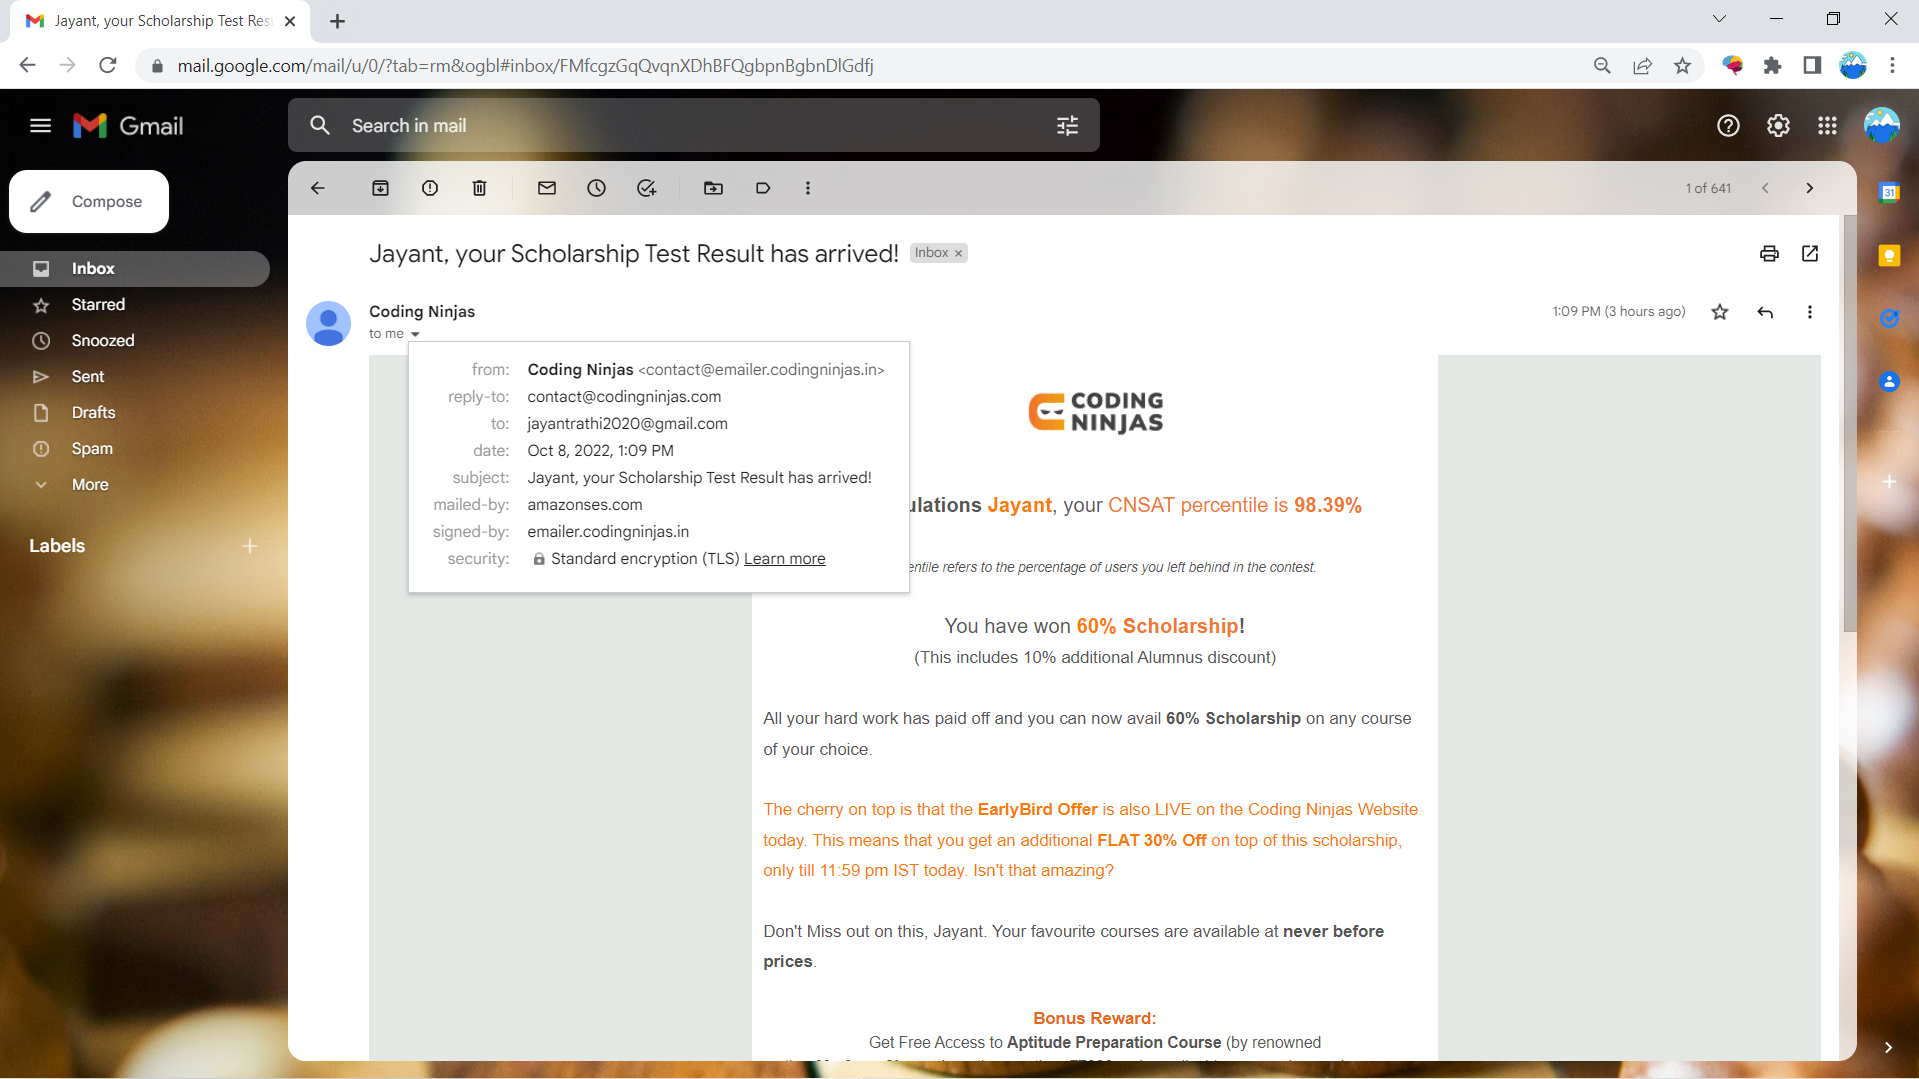 Jayant, your Scholarship Test Res
mail.google.com/mail/u/0/?tab=rm&ogbl#inbox/FMfcgzGqQvqnXDhBFQgbpnBgbnDlGdfj
Gmail
Search in mail
Compose
1 of 641
Inbox
Starred
Snoozed
Sent
Drafts
Spam
More
Labels
Jayant, your Scholarship Test Result has arrived!
Inbox ×
Coding Ninjas
1:09 PM (3 hours ago)
to me
from: Coding Ninjas <contact@emailer.codingninjas.in>
reply-to: contact@codingninjas.com
to: jayantrathi2020@gmail.com
date: Oct 8, 2022, 1:09 PM
subject: Jayant, your Scholarship Test Result has arrived!
mailed-by: amazonses.com
signed-by: emailer.codingninjas.in
security: Standard encryption (TLS) Learn more
CODING
NINJAS
ulations Jayant, your CNSAT percentile is 98.39%
entile refers to the percentage of users you left behind in the contest.
You have won 60% Scholarship!
(This includes 10% additional Alumnus discount)
All your hard work has paid off and you can now avail 60% Scholarship on any course
of your choice.
The cherry on top is that the EarlyBird Offer is also LIVE on the Coding Ninjas Website
today. This means that you get an additional FLAT 30% Off on top of this scholarship,
only till 11:59 pm IST today. Isn't that amazing?
Don't Miss out on this, Jayant. Your favourite courses are available at never before
prices.
Bonus Reward:
Get Free Access to Aptitude Preparation Course (by renowned
31